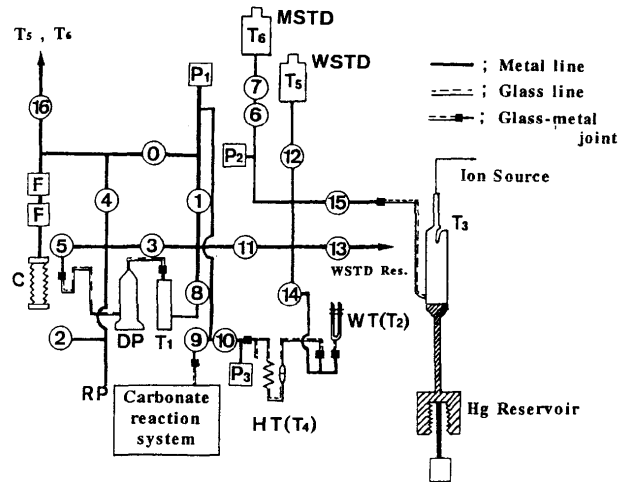 MSTD
T5 , T6
T6
WSTD
; Metal line
P1
T5
; Glass line
7
; Glass-metal
joint
16
6
0
P2
12
Ion Source
F
4
1
15
T3
F
5
3
11
13
C
WSTD Res.
8
14
WT(T2)
2
DP
T1
9
10
RP
P3
Carbonate
reaction
system
HT(T4)
Hg Reservoir